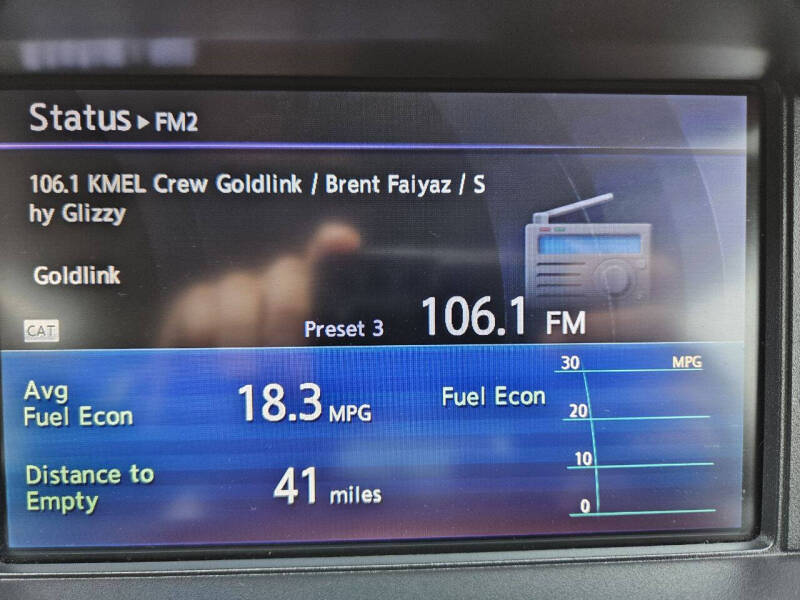 Status ▸ FM2
106.1 KMEL Crew Goldlink / Brent Faiyaz / S
hy Glizzy
Goldlink
CAT
Preset 3 106.1 FM
Avg
Fuel Econ
18.3 MPG
Distance to
Empty
41 miles
Fuel Econ
30 MPG
20
10
0